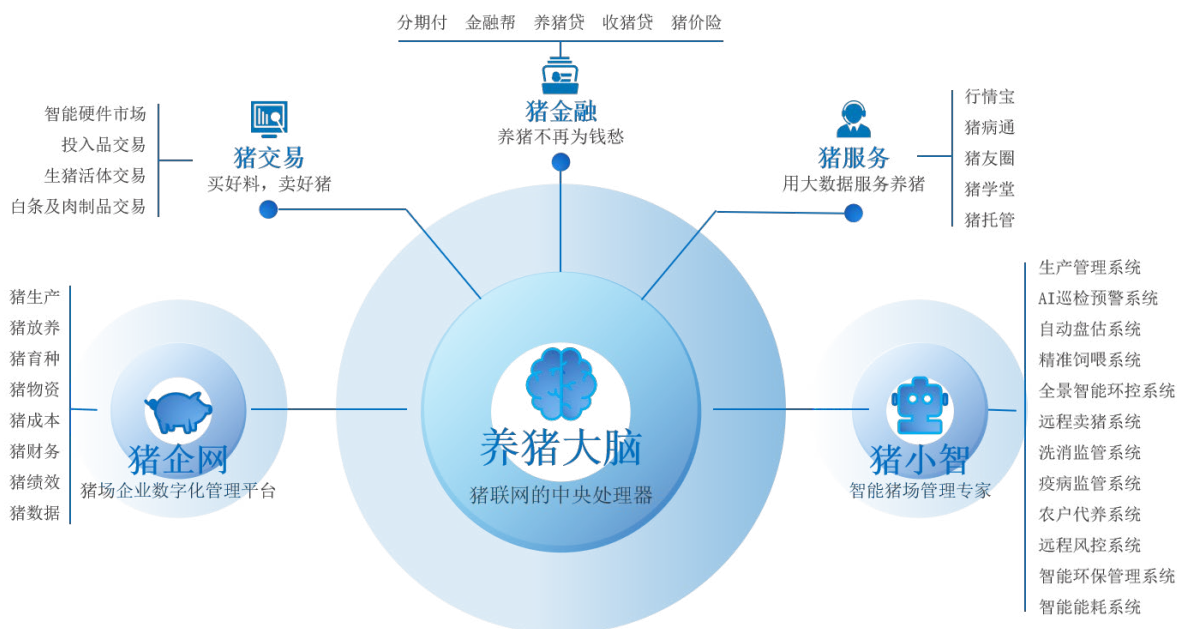 分期付 金融帮 养猪贷 收猪贷 猪价险
猪金融
养猪不再为钱愁
智能硬件市场
投入品交易
生猪活体交易
白条及肉制品交易
猪交易
买好料，卖好猪
猪服务
用大数据服务养猪
行情宝
猪病通
猪友圈
猪学堂
猪托管
猪生产
猪放养
猪育种
猪物资
猪成本
猪财务
猪绩效
猪数据
猪企网
猪场企业数字化管理平台
养猪大脑
猪联网的中央处理器
猪小智
智能猪场管理专家
生产管理系统
AI巡检预警系统
自动盘估系统
精准饲喂系统
全景智能环控系统
远程卖猪系统
洗消监管系统
疫病监管系统
农户代养系统
远程风控系统
智能环保管理系统
智能能耗系统